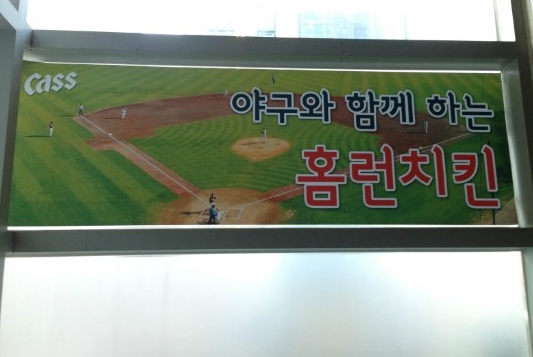 Cass
야구와 함께 하는
홈런치킨